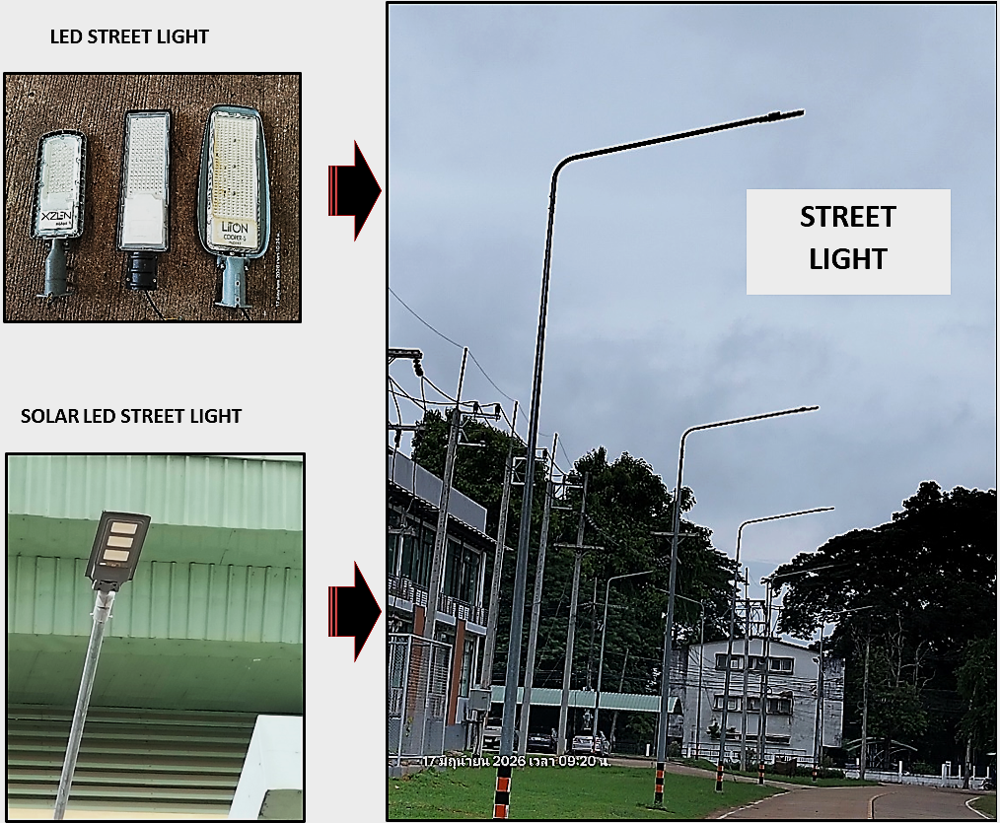 LED STREET LIGHT
XZLEN
LiTON
COOPER-S
STREET
LIGHT
SOLAR LED STREET LIGHT
17 มิถุนายน 2026 เวลา 09:20 น.